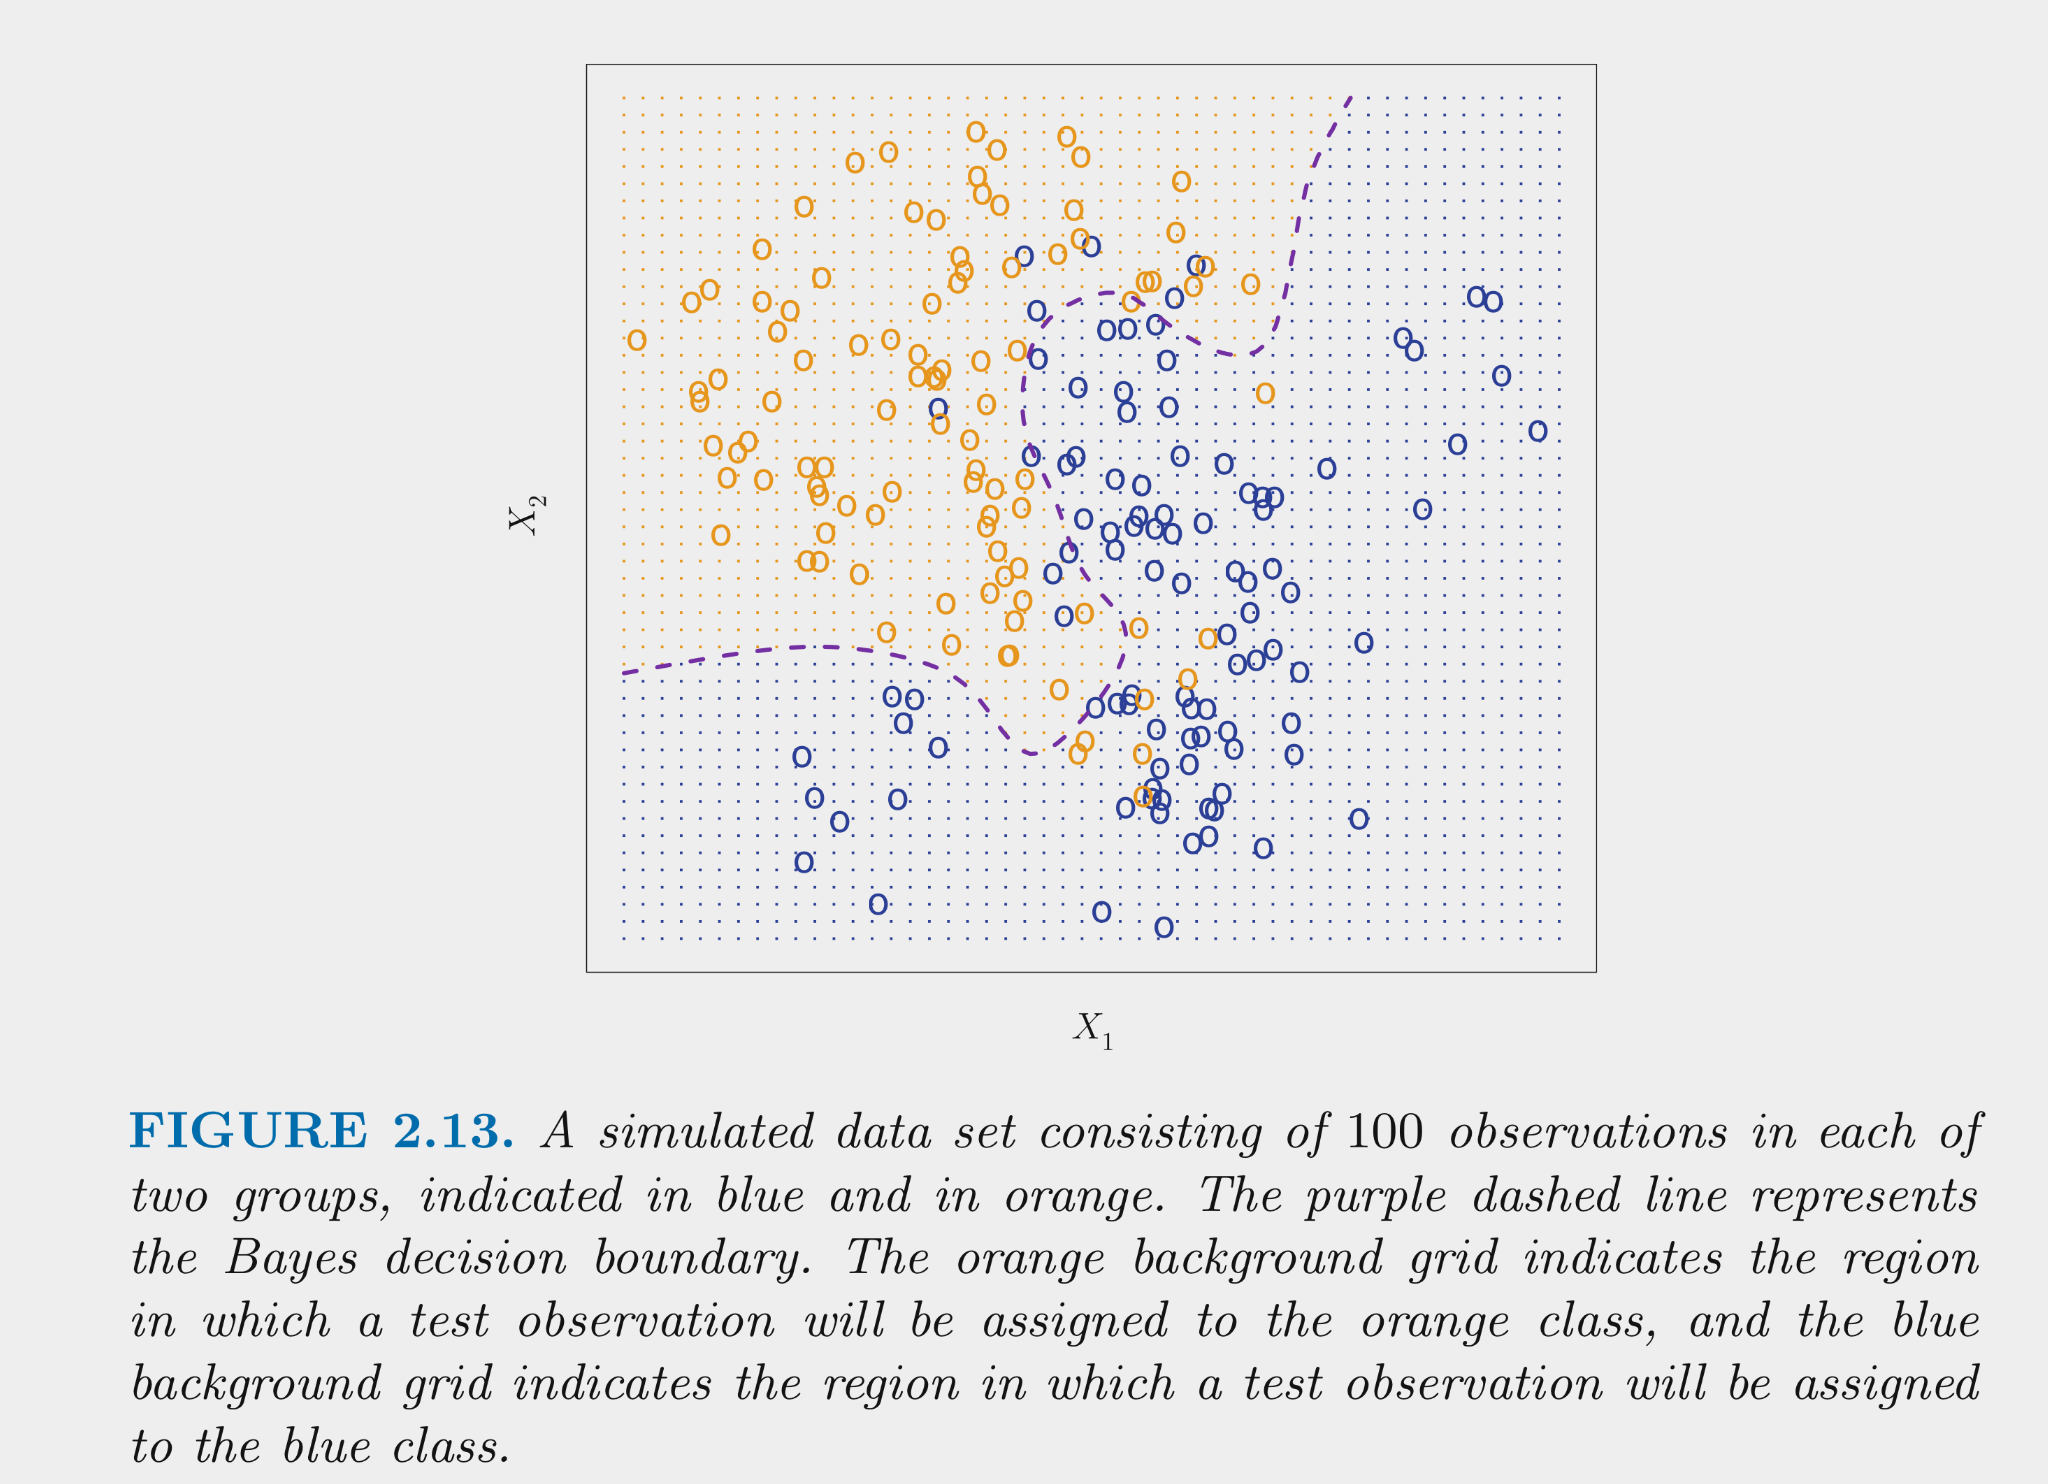 X2
X1
FIGURE 2.13. A simulated data set consisting of 100 observations in each of
two groups, indicated in blue and in orange. The purple dashed line represents
the Bayes decision boundary. The orange background grid indicates the region
in which a test observation will be assigned to the orange class, and the blue
background grid indicates the region in which a test observation will be assigned
to the blue class.